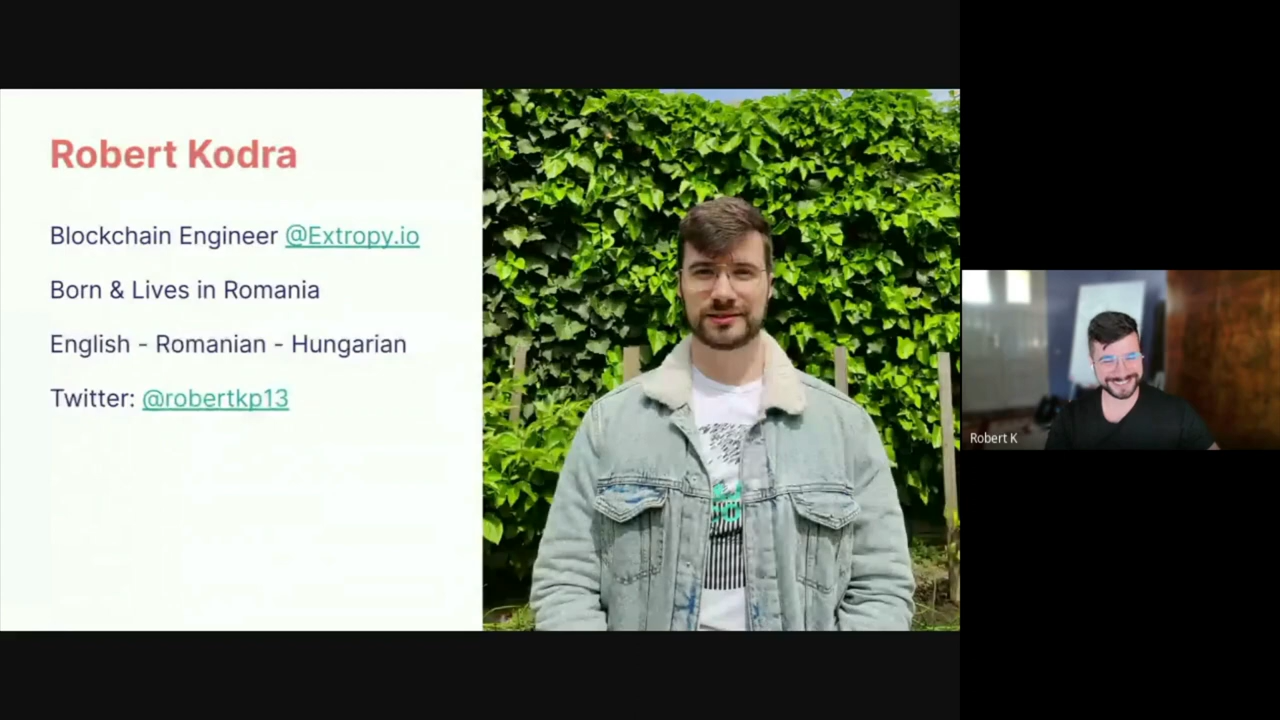 Robert Kodra
Blockchain Engineer @Extropy.io
Born & Lives in Romania
English - Romanian - Hungarian
Twitter: @robertkp13
Robert K